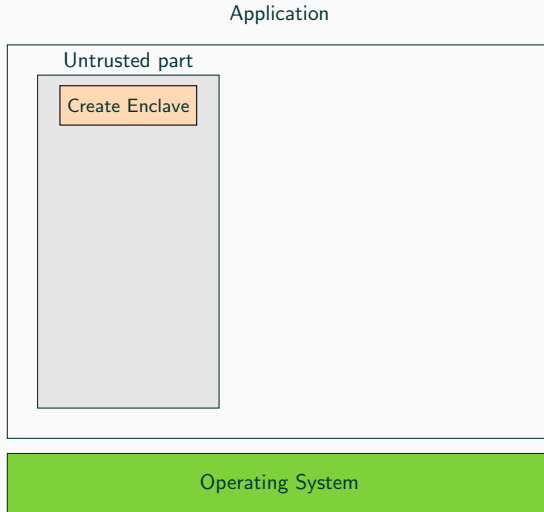 Application
Untrusted part
Create Enclave
Operating System